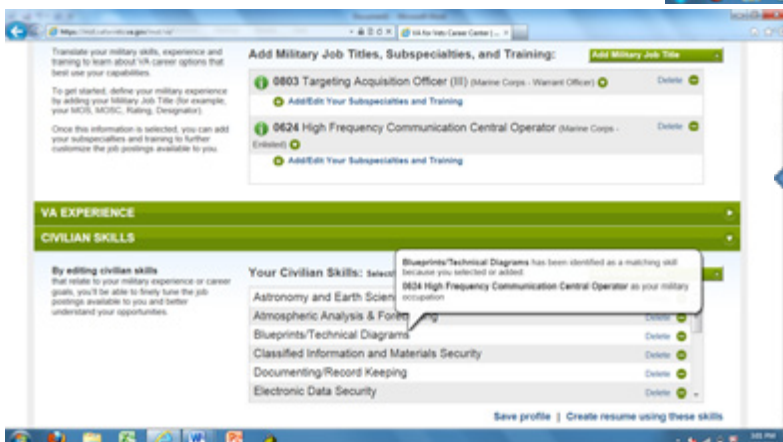 VA for Vets Career Center | ...
Translate your military skills, experience and
training to learn about VA career options that
best use your capabilities.
To get started, define your military experience
by adding your Military Job Title (for example,
your MOS, MOSC, Rating, Designator).
Once this information is selected, you can add
your subspecialties and training to further
customize the job postings available to you.
Add Military Job Titles, Subspecialties, and Training:
Add Military Job Title
0803 Targeting Acquisition Officer (III) (Marine Corps - Warrant Officer)
Delete
Add/Edit Your Subspecialties and Training
0624 High Frequency Communication Central Operator (Marine Corps -
Enlisted)
Delete
Add/Edit Your Subspecialties and Training
VA EXPERIENCE
CIVILIAN SKILLS
By editing civilian skills
that relate to your military experience or career
goals, you'll be able to finely tune the job
postings available to you and better
understand your opportunities.
Your Civilian Skills:
Blueprints/Technical Diagrams has been identified as a matching skill
because you selected or added:
0624 High Frequency Communication Central Operator as your military
occupation
Astronomy and Earth Scien
Atmospheric Analysis & Fore
Delete
Blueprints/Technical Diagrams
Delete
Classified Information and Materials Security
Delete
Documenting/Record Keeping
Delete
Electronic Data Security
Delete
Save profile | Create resume using these skills